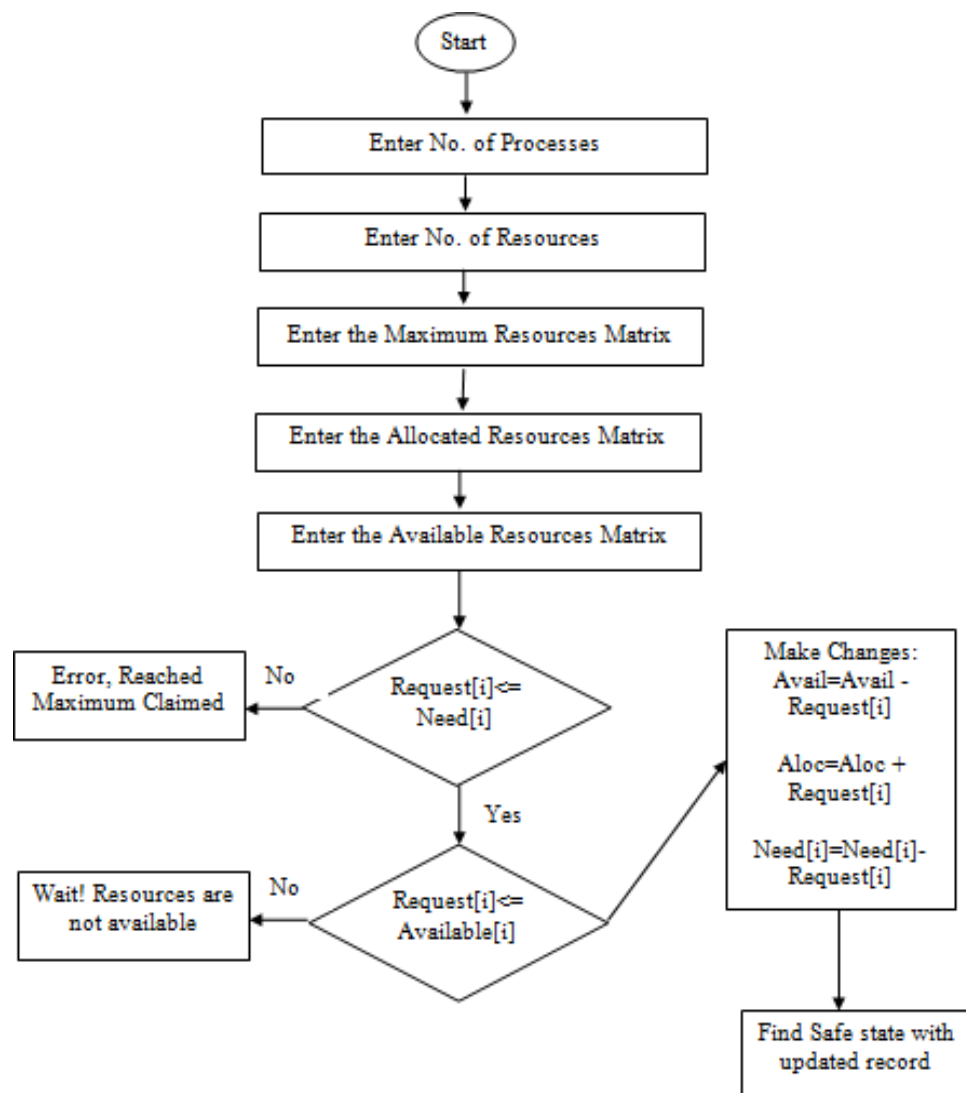 Start
Enter No. of Processes
Enter No. of Resources
Enter the Maximum Resources Matrix
Enter the Allocated Resources Matrix
Enter the Available Resources Matrix
Request[i]<=
Need[i]
No
Error, Reached
Maximum Claimed
Yes
Request[i]<=
Available[i]
No
Wait! Resources are
not available
Make Changes:
Avail=Avail -
Request[i]
Aloc=Aloc +
Request[i]
Need[i]=Need[i]-
Request[i]
Find Safe state with
updated record